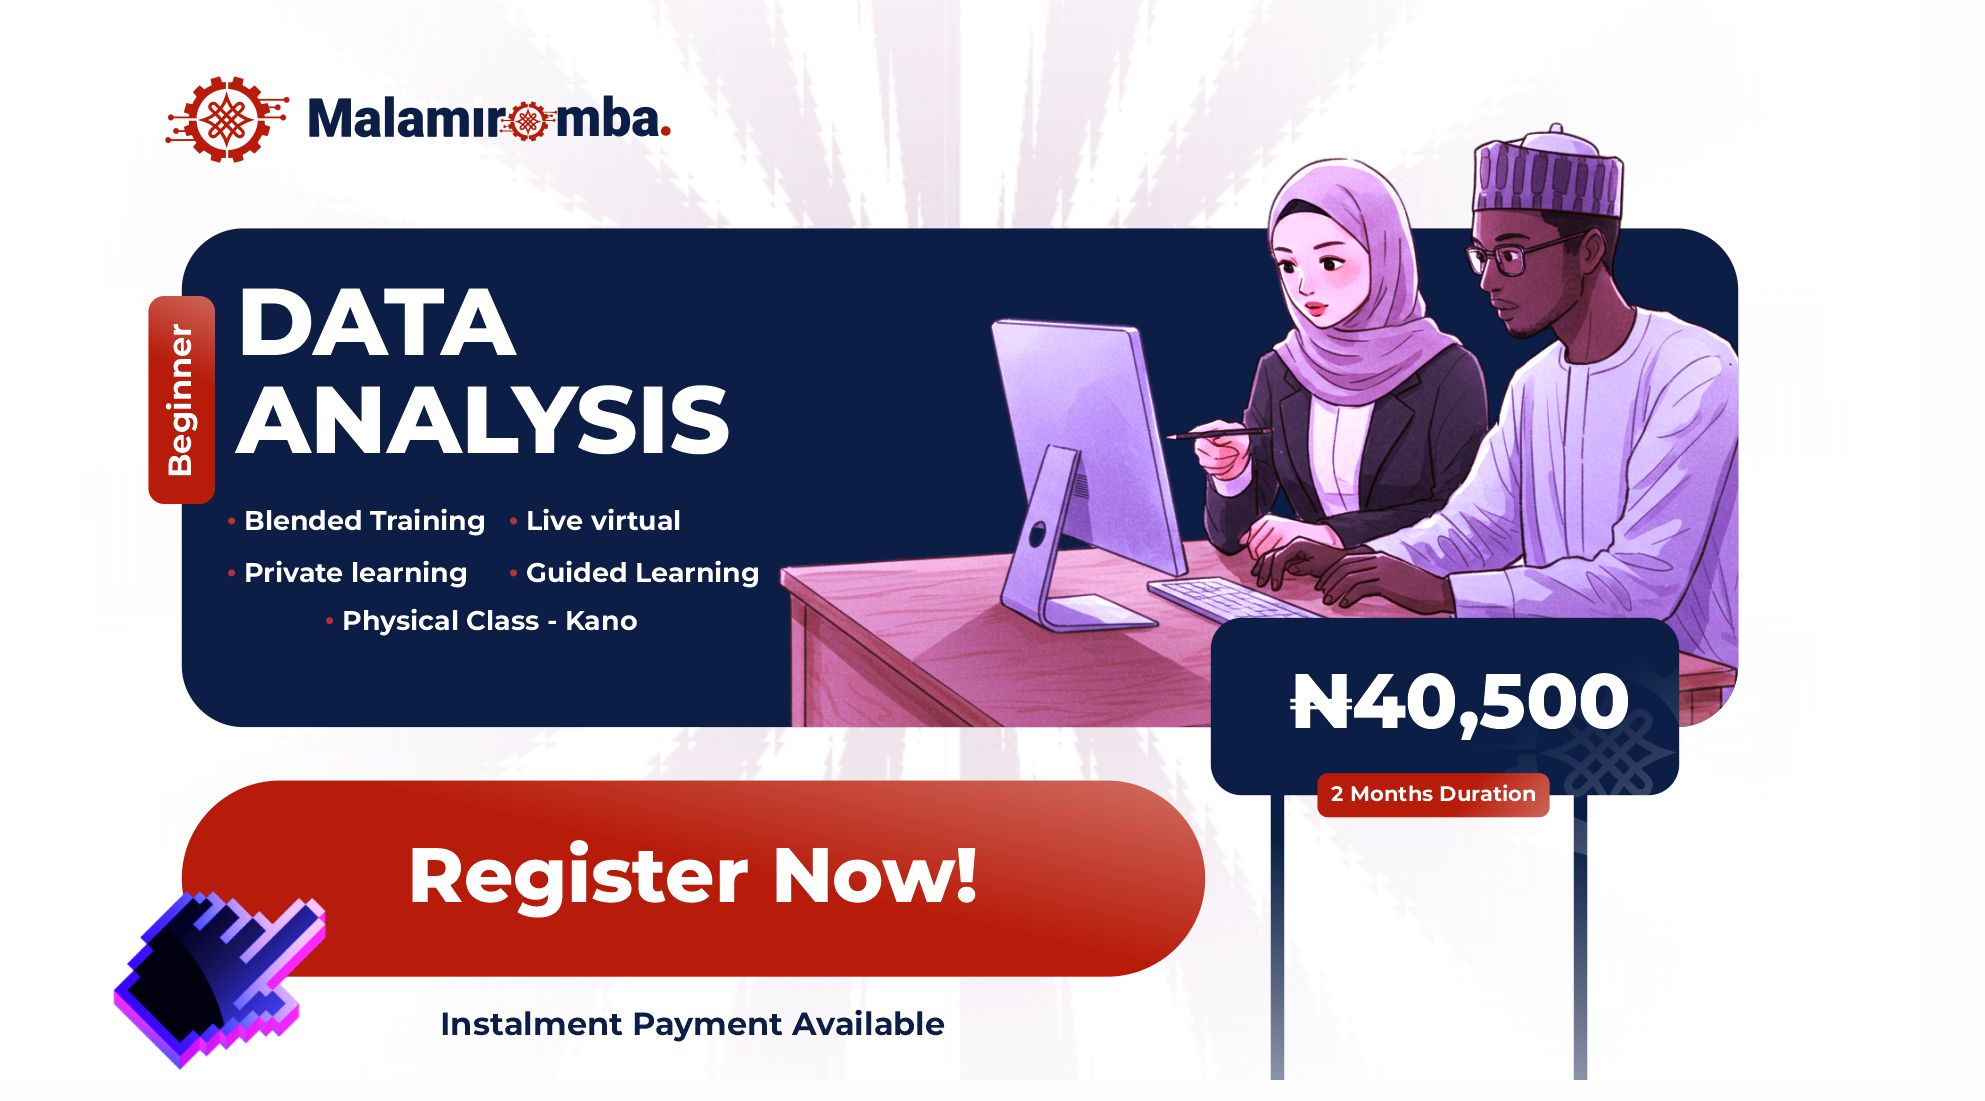 Malamıromba.
Beginner
DATA
ANALYSIS
• Blended Training • Live virtual
• Private learning • Guided Learning
• Physical Class - Kano
₦40,500
2 Months Duration
Register Now!
Instalment Payment Available